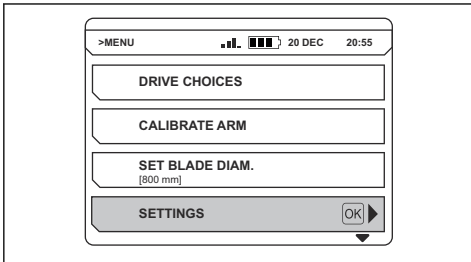 >MENU 20 DEC 20:55
DRIVE CHOICES
CALIBRATE ARM
SET BLADE DIAM.
[800 mm]
SETTINGS OK